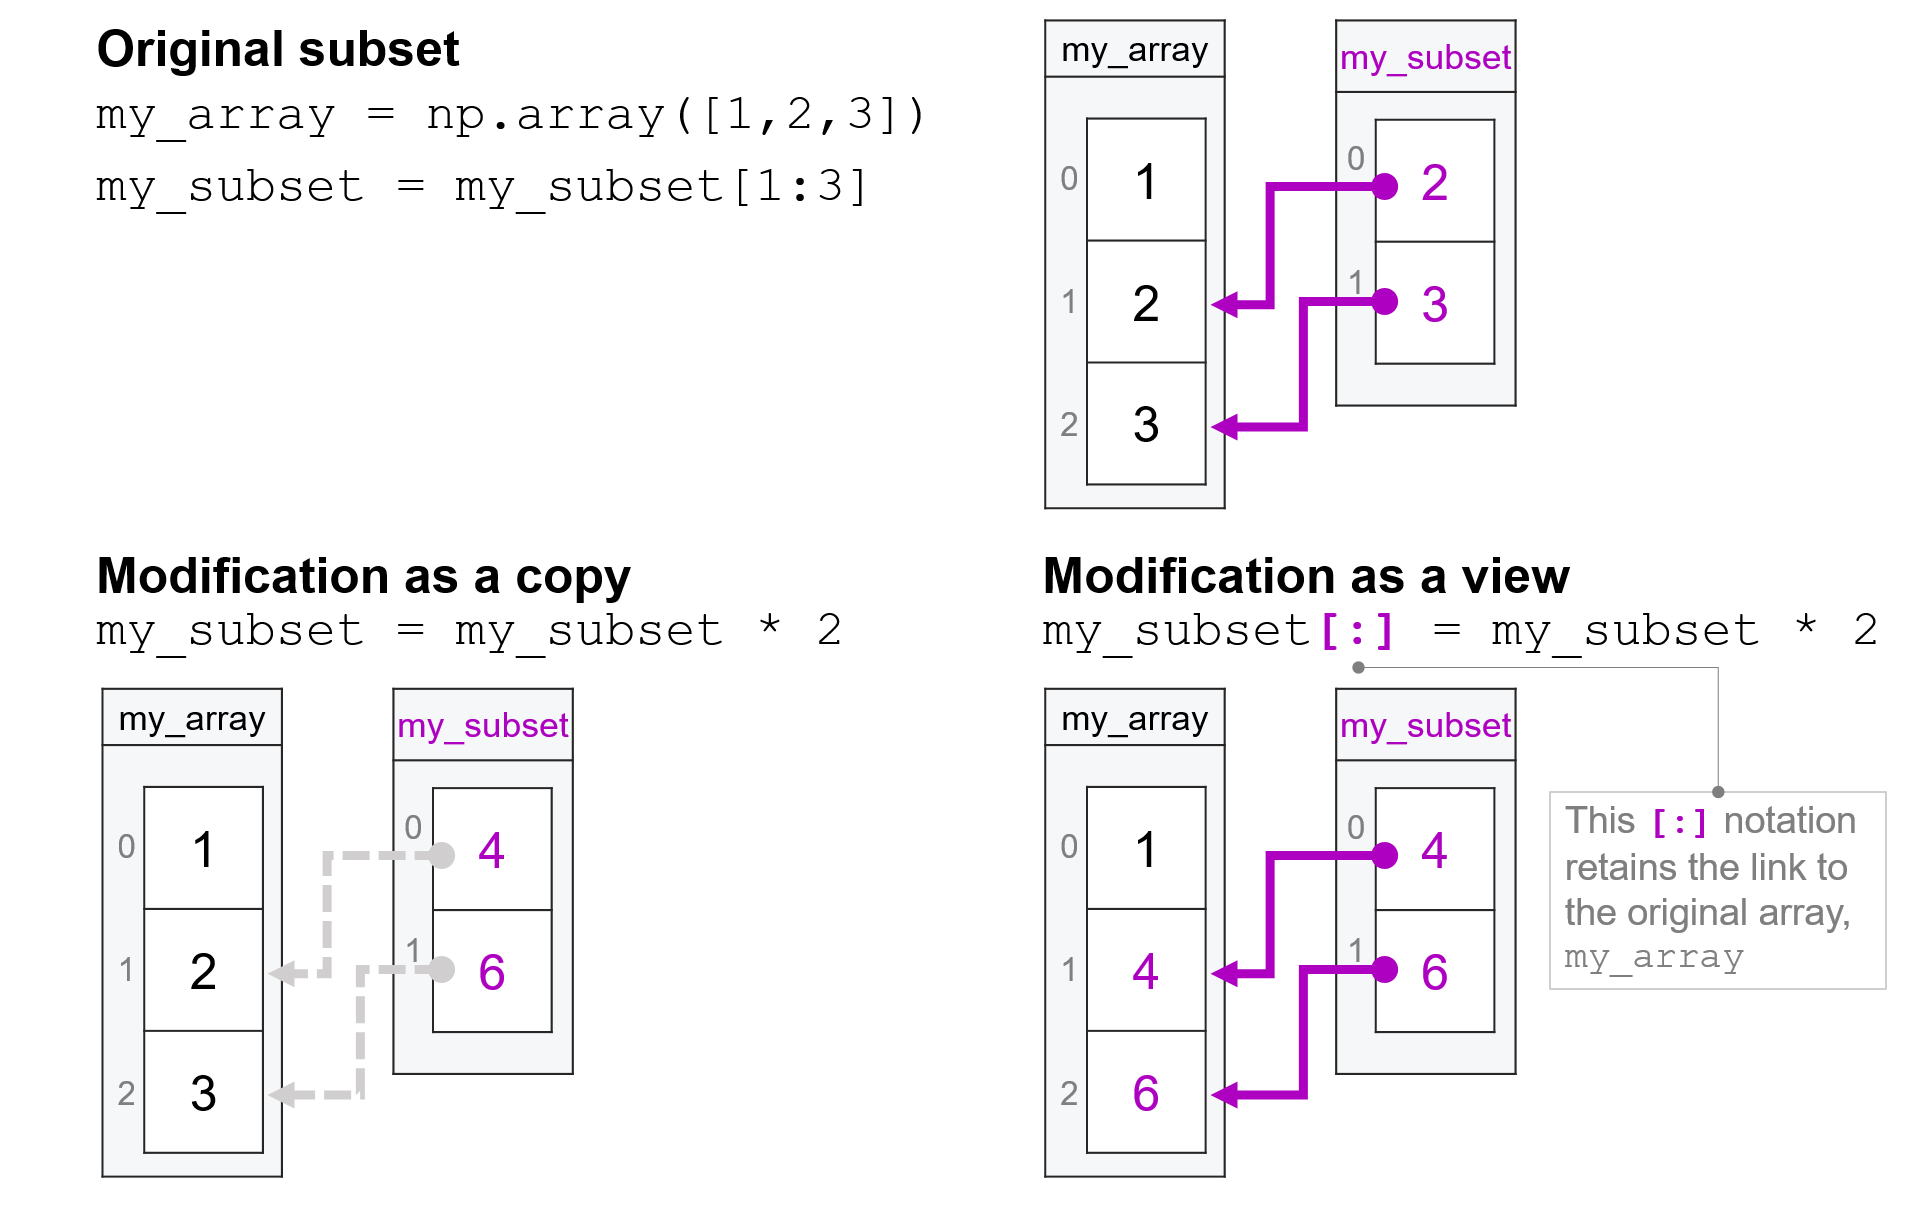 Original subset
my_array = np.array([1,2,3])
my_subset = my_subset[1:3]
my_array
my_subset
0
1
0
2
1
2
1
3
2
3
Modification as a copy
my_subset = my_subset * 2
my_array
my_subset
0
1
0
4
1
2
1
6
2
3
Modification as a view
my_subset[:] = my_subset * 2
my_array
my_subset
0
1
0
4
1
4
1
6
2
6
This [:] notation
retains the link to
the original array,
my_array